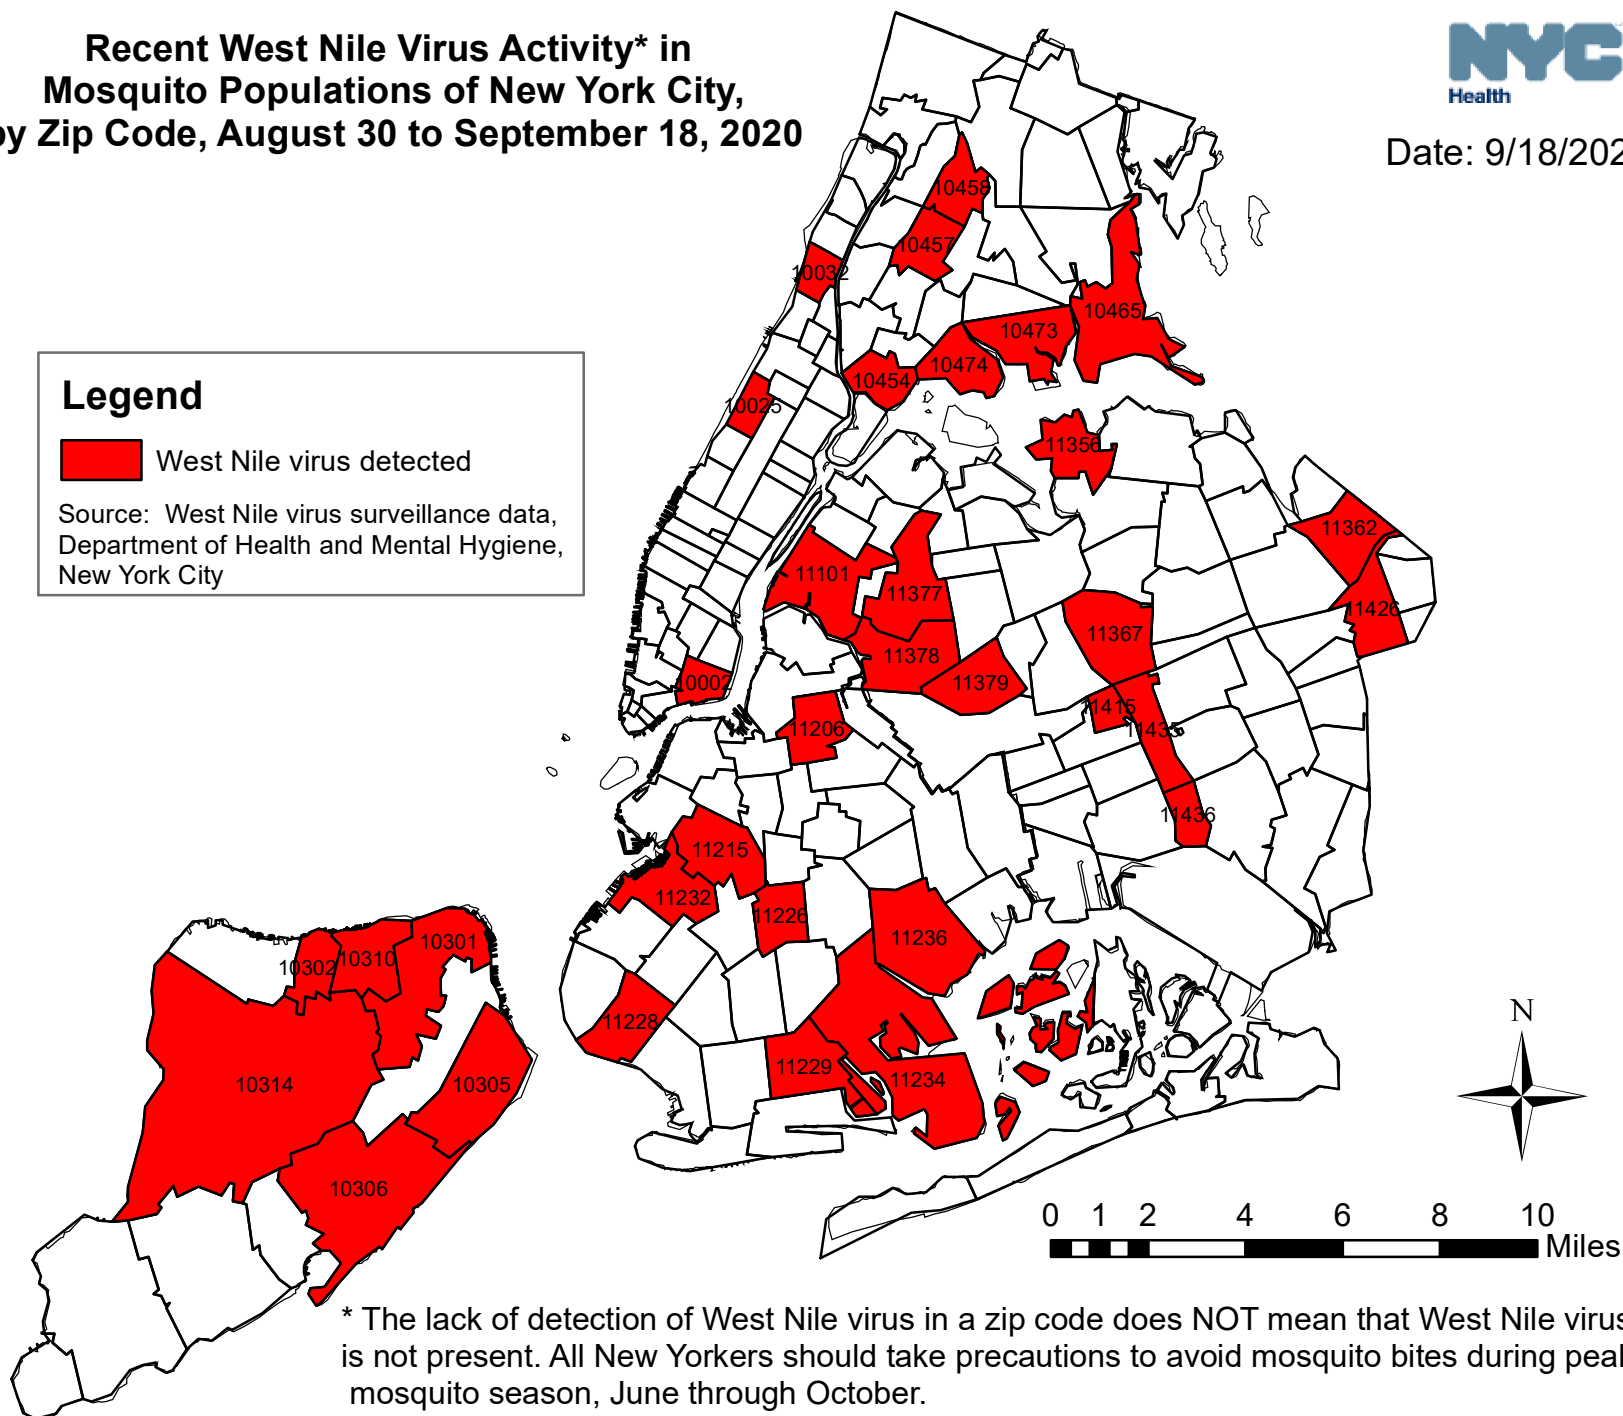 Recent West Nile Virus Activity* in
Mosquito Populations of New York City,
by Zip Code, August 30 to September 18, 2020
NYC
Health
Date: 9/18/202
Legend
West Nile virus detected
Source: West Nile virus surveillance data,
Department of Health and Mental Hygiene,
New York City
10458
10457
10032
10465
10473
10474
10454
10025
11356
11362
11101
11377
11426
11367
11378
11379
10002
11415
11435
11206
11436
11215
11232
11226
11236
10301
10310
10302
11228
11229
11234
10314
10305
10306
N
0 1 2 4 6 8 10
Miles
* The lack of detection of West Nile virus in a zip code does NOT mean that West Nile virus
is not present. All New Yorkers should take precautions to avoid mosquito bites during peak
mosquito season, June through October.